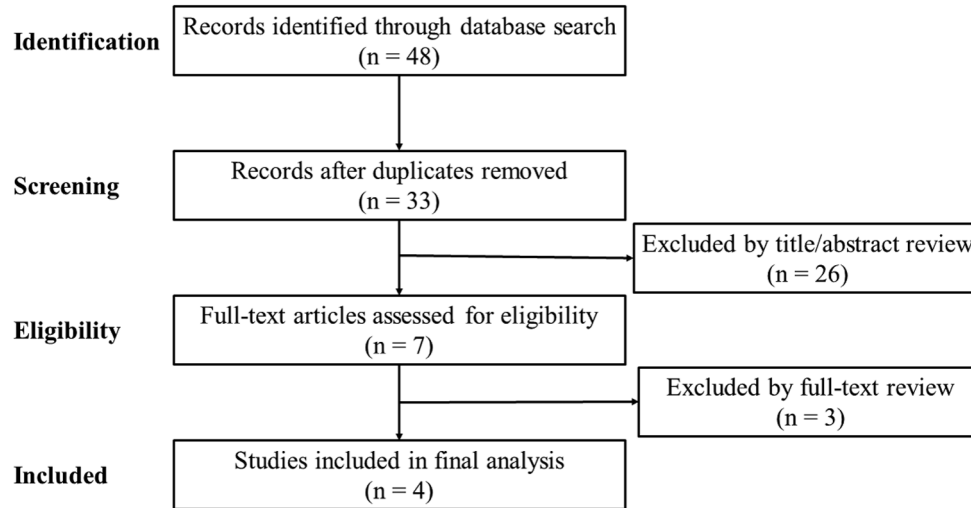 Identification
Records identified through database search
(n = 48)
Screening
Records after duplicates removed
(n = 33)
Excluded by title/abstract review
(n = 26)
Eligibility
Full-text articles assessed for eligibility
(n = 7)
Excluded by full-text review
(n = 3)
Included
Studies included in final analysis
(n = 4)